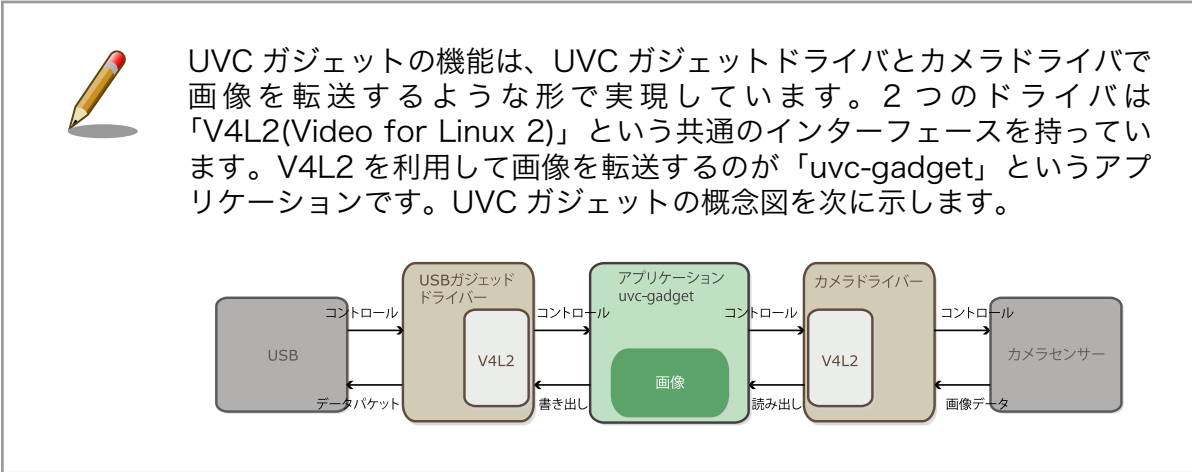 UVC ガジェットの機能は、UVC ガジェットドライバとカメラドライバで
画像を転送するような形で実現しています。2 つのドライバは
「V4L2(Video for Linux 2)」という共通のインターフェースを持ってい
ます。V4L2 を利用して画像を転送するのが「uvc-gadget」というアプ
リケーションです。UVC ガジェットの概念図を次に示します。
USB
コントロール
データパケット
USBガジェッド
ドライバー
V4L2
コントロール
書き出し
アプリケーション
uvc-gadget
画像
コントロール
読み出し
カメラドライバー
V4L2
コントロール
画像データ
カメラセンサー